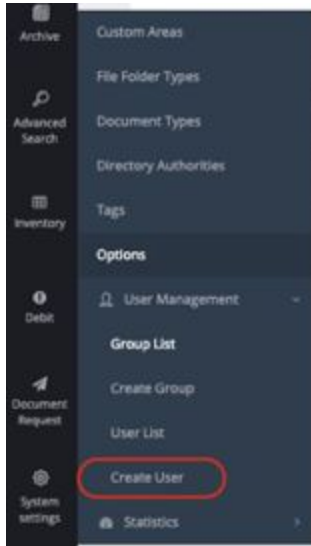 Archive
Advanced
Search
Inventory
Debit
Document
Request
System
settings
Custom Areas
File Folder Types
Document Types
Directory Authorities
Tags
Options
User Management
Group List
Create Group
User List
Create User
Statistics